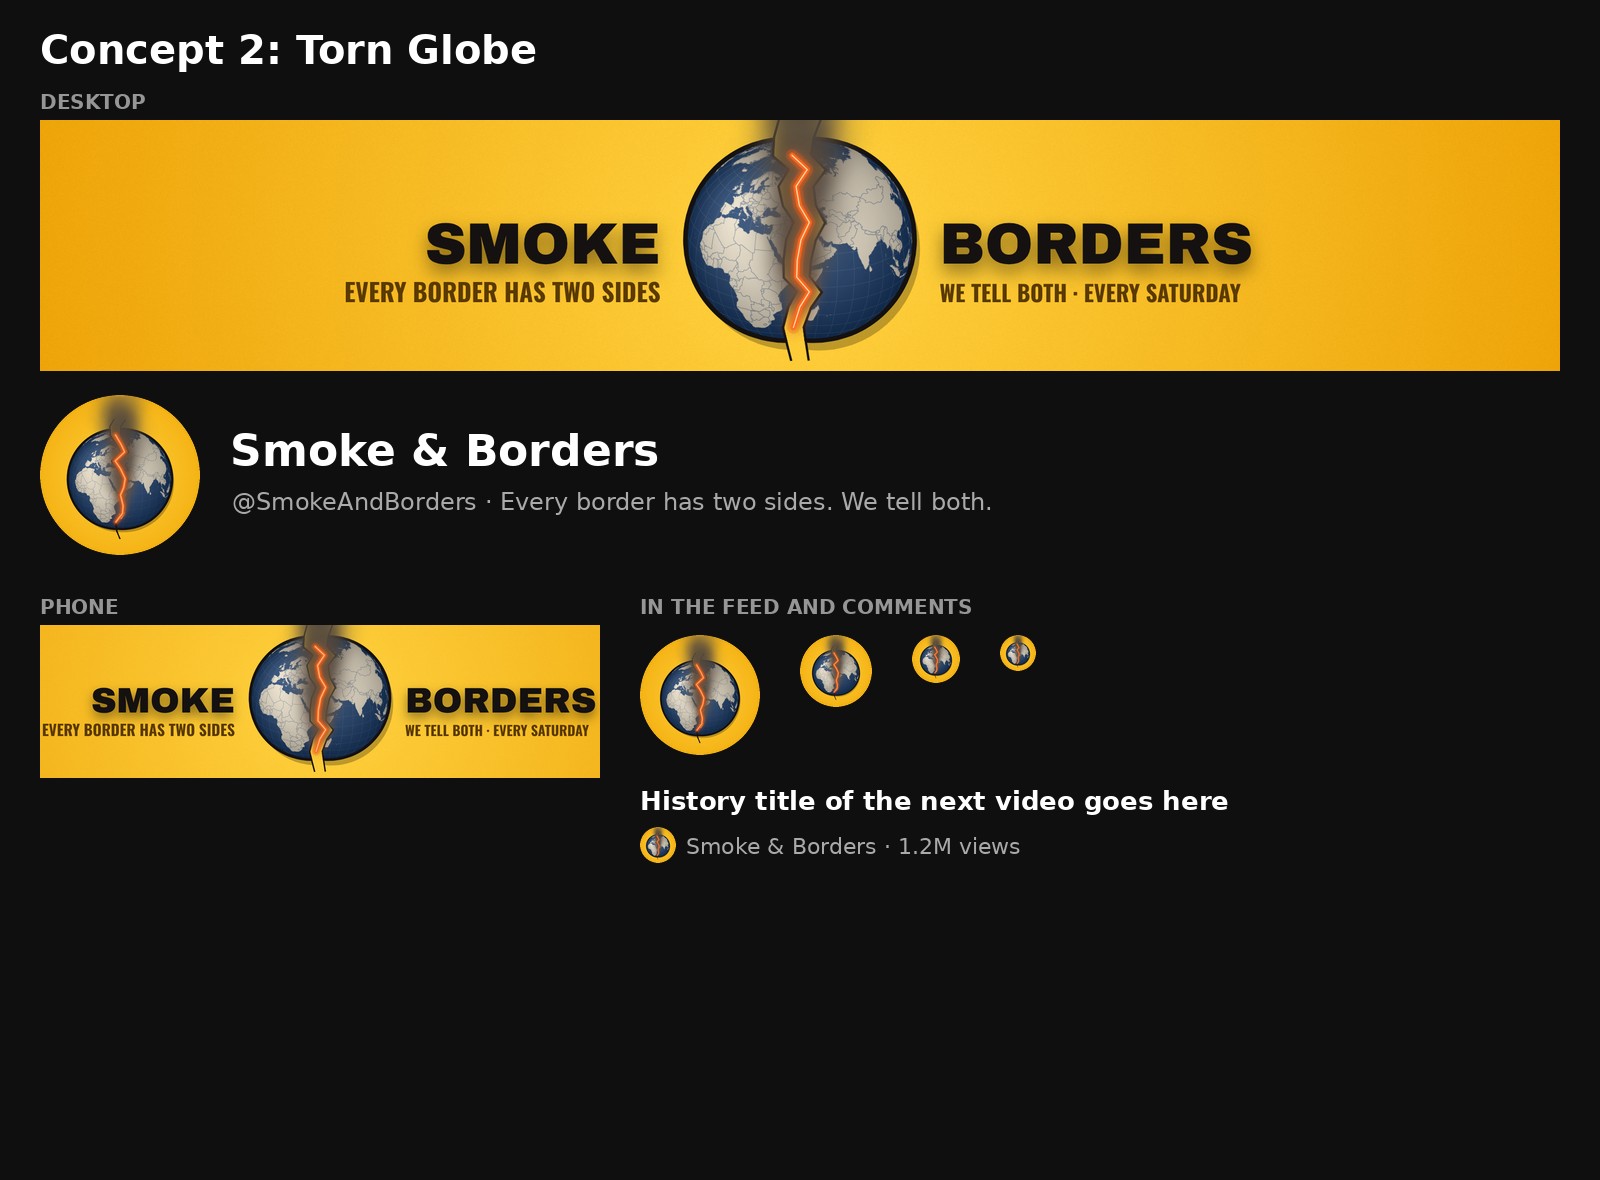 Concept 2: Torn Globe
DESKTOP
SMOKE BORDERS
EVERY BORDER HAS TWO SIDES WE TELL BOTH · EVERY SATURDAY
Smoke & Borders
@SmokeAndBorders · Every border has two sides. We tell both.
PHONE
SMOKE BORDERS
EVERY BORDER HAS TWO SIDES WE TELL BOTH · EVERY SATURDAY
IN THE FEED AND COMMENTS
History title of the next video goes here
Smoke & Borders · 1.2M views